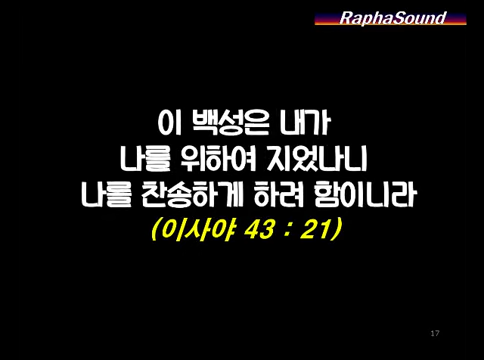 RaphaSound
이 백성은 내가
나를 위하여 지었나니
나를 찬송하게 하려 함이니라
(이사야 43 : 21)
17